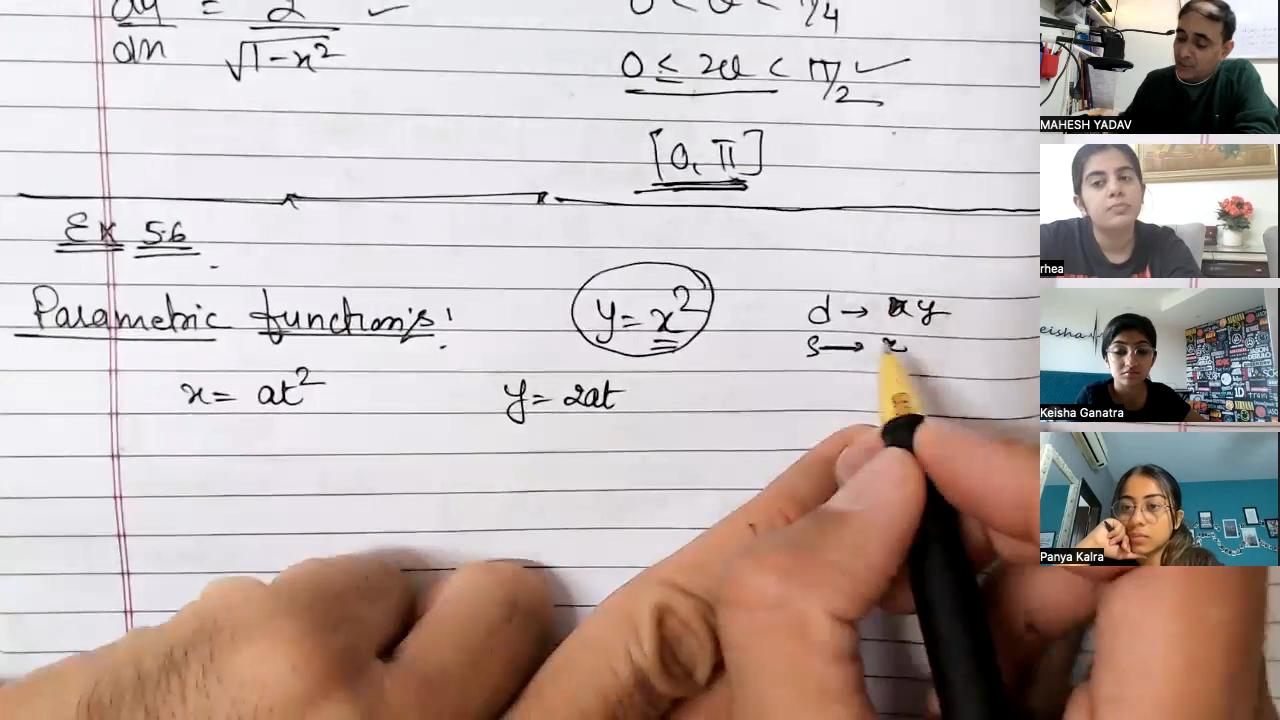 dy/dx = 2/√1-x² ✓
0 < 2θ < π/4
0 ≤ 2θ < π/2 ✓
[0, π]
Ex 5.6
Parametric functions:
y = x²
d → y
s → x
x = at²
y = 2at
MAHESH YADAV
rhea
Keisha Ganatra
Panya Kalra